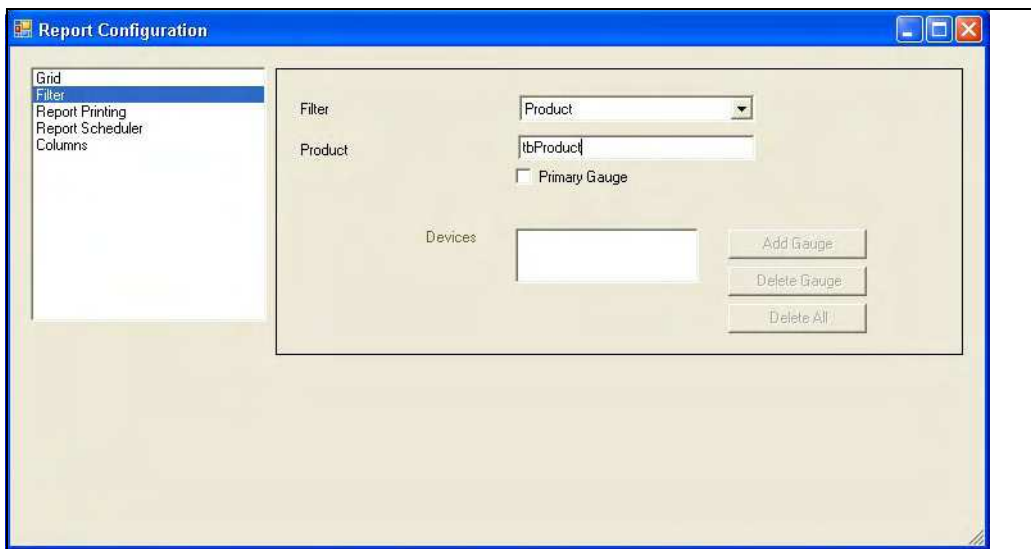 Report Configuration
Grid
Filter
Report Printing
Report Scheduler
Columns
Filter
Product
Product
tbProduct
Primary Gauge
Devices
Add Gauge
Delete Gauge
Delete All